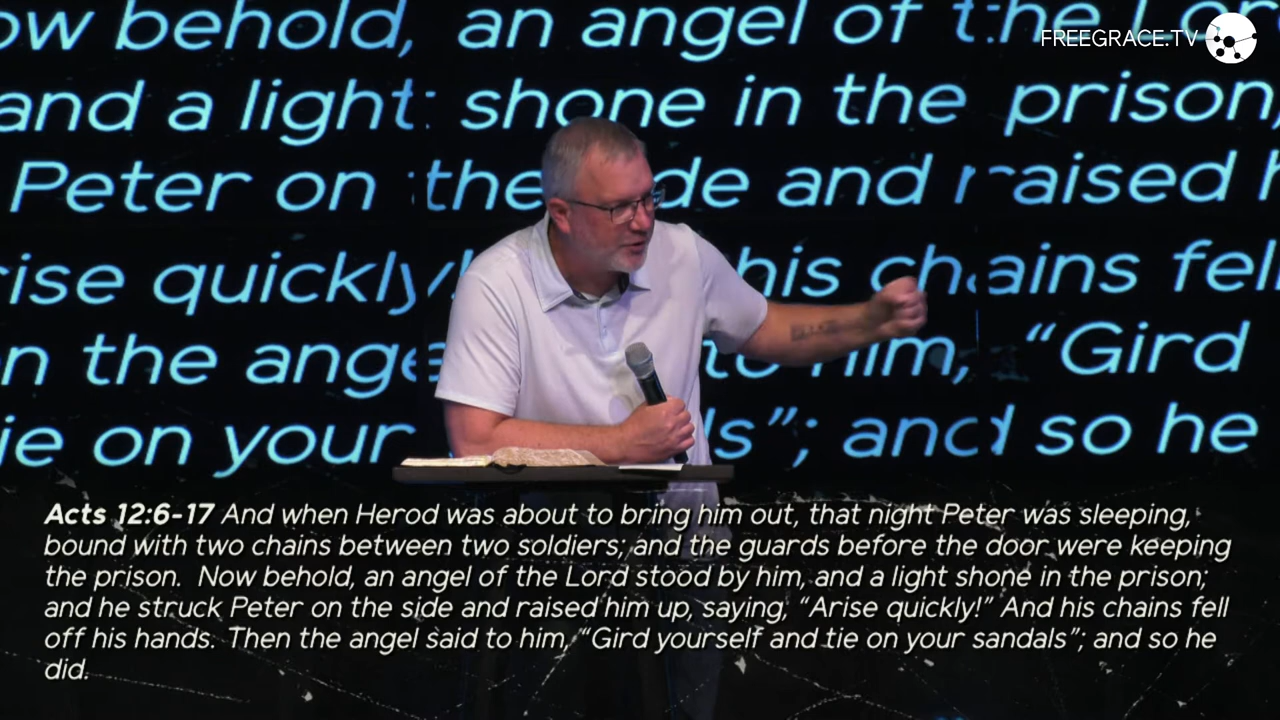 ow behold, an angel of the Lor
FREEGRACE.TV
and a light shone in the prison,
Peter on the de and raised h
rise quickly! his chains fell
n the ange to him, "Gird
ie on your ls"; and so he
Acts 12:6-17 And when Herod was about to bring him out, that night Peter was sleeping,
bound with two chains between two soldiers; and the guards before the door were keeping
the prison. Now behold, an angel of the Lord stood by him, and a light shone in the prison;
and he struck Peter on the side and raised him up, saying, “Arise quickly!” And his chains fell
off his hands. Then the angel said to him, “Gird yourself and tie on your sandals”; and so he
did.